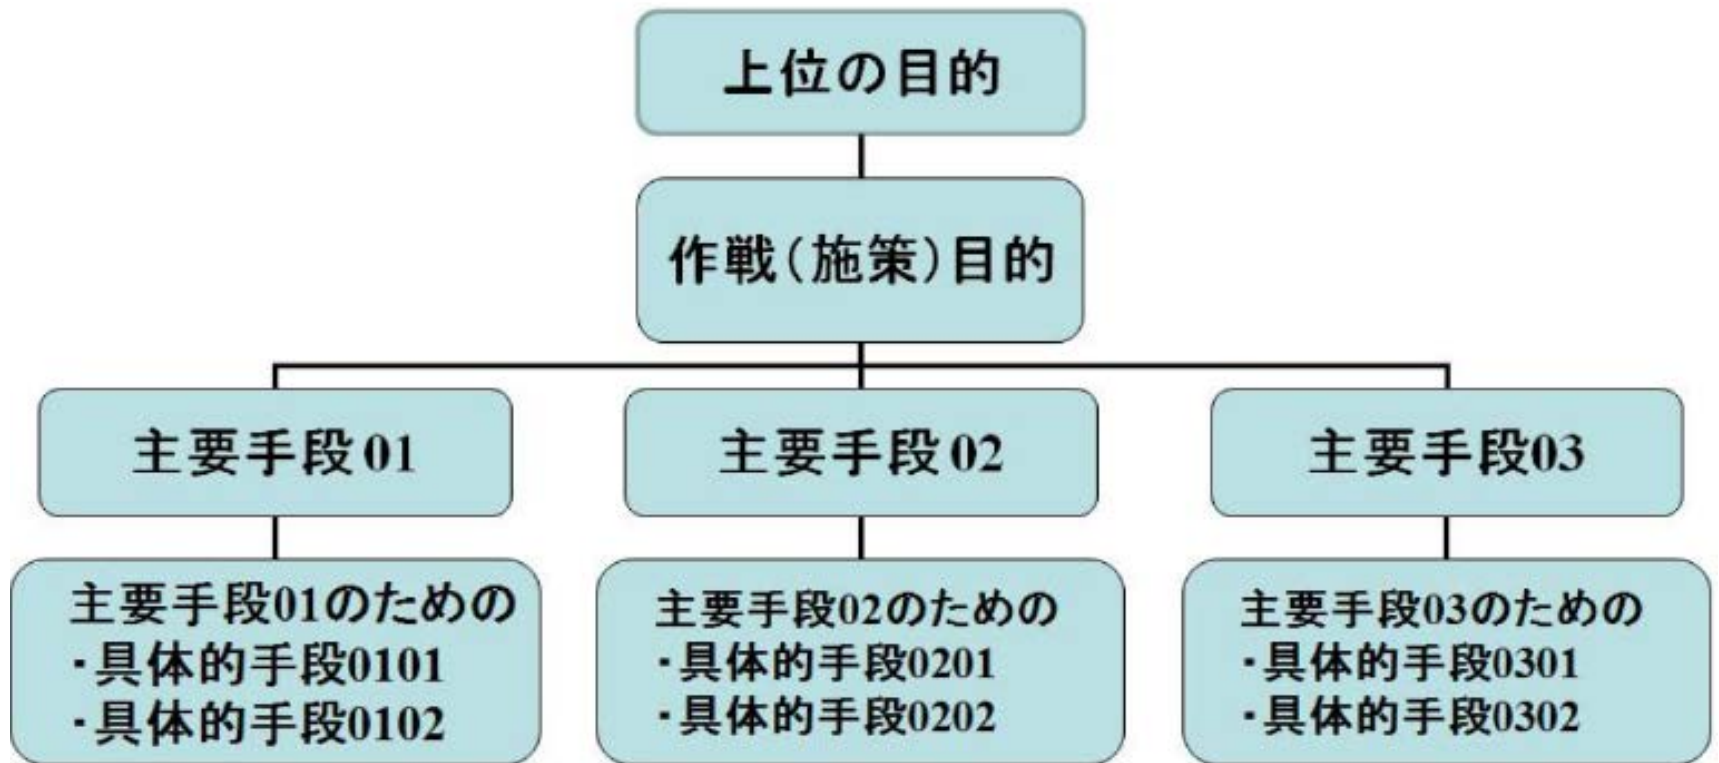 上位の目的
作戦（施策）目的
主要手段01
主要手段02
主要手段03
主要手段01のための
・具体的手段0101
・具体的手段0102
主要手段02のための
・具体的手段0201
・具体的手段0202
主要手段03のための
・具体的手段0301
・具体的手段0302